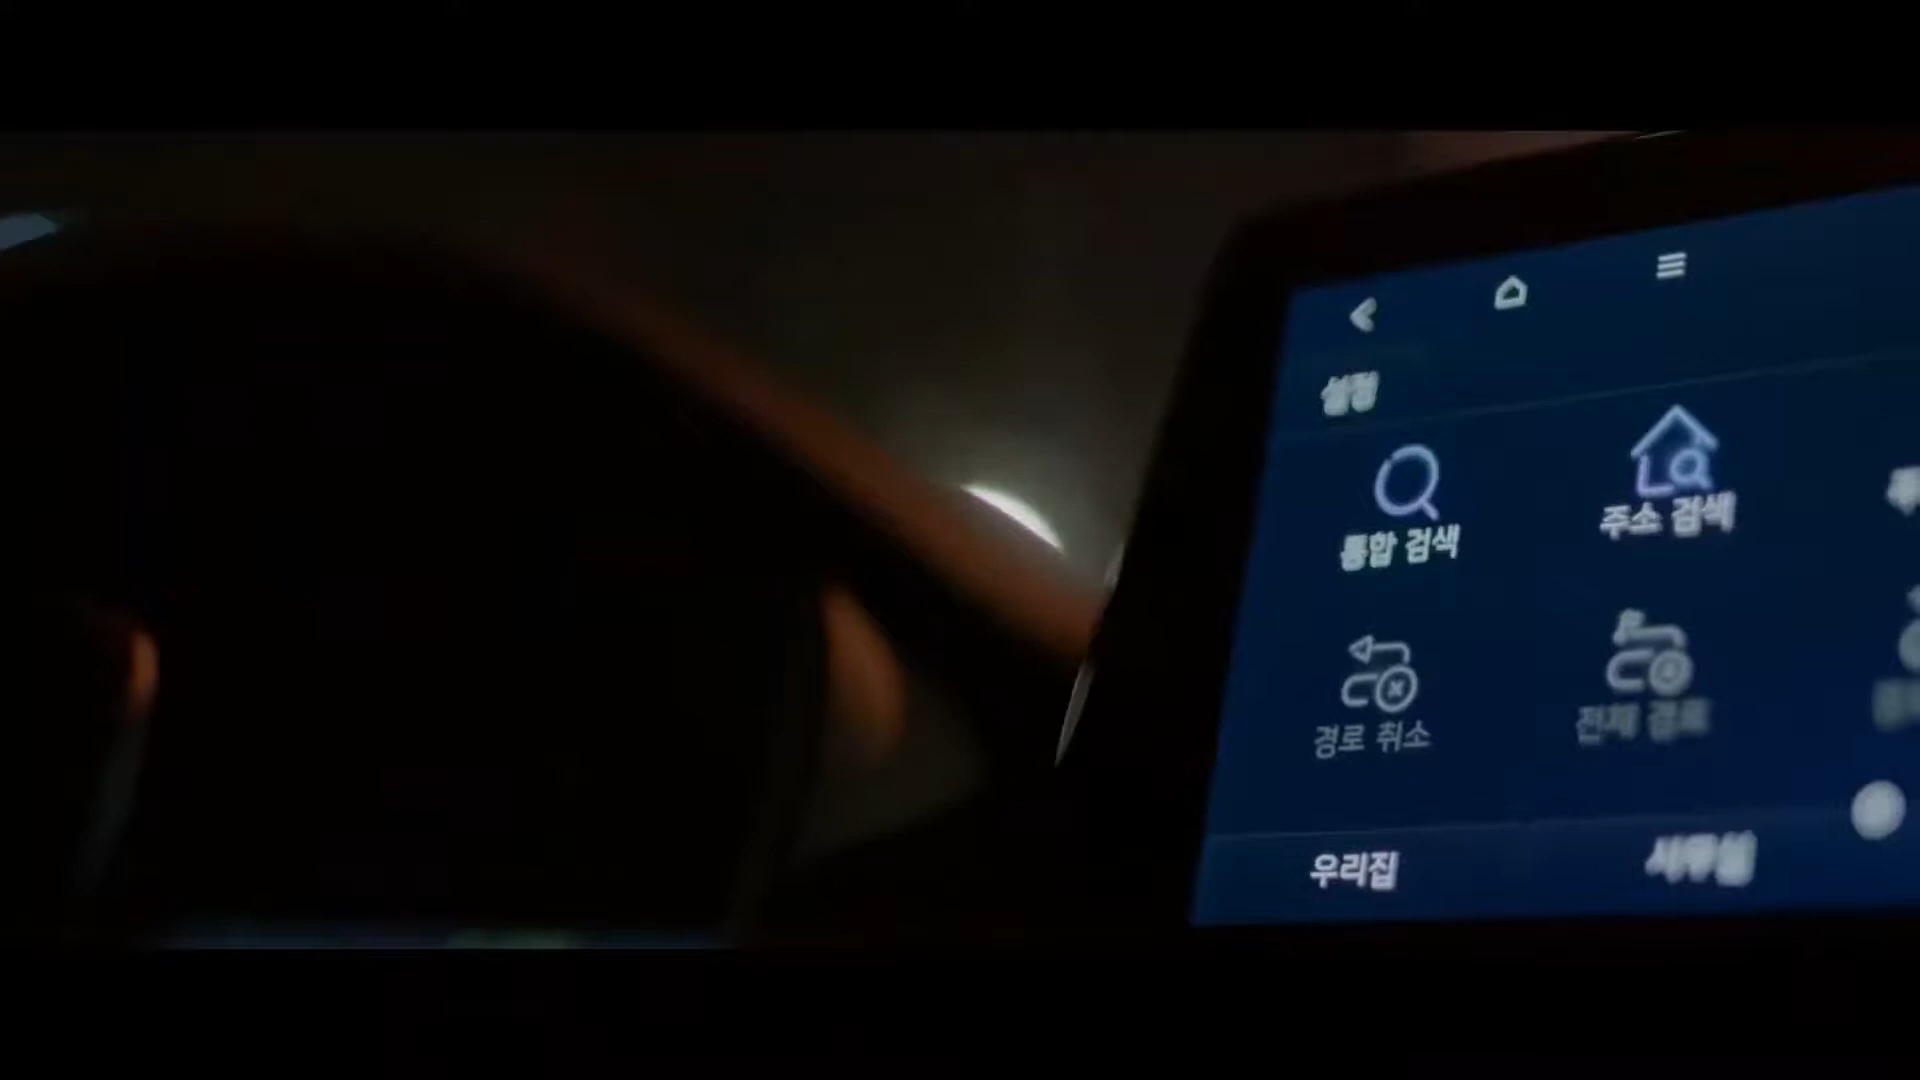 설정
통합 검색
주소 검색
경로 취소
전체 경로
우리집
사무실